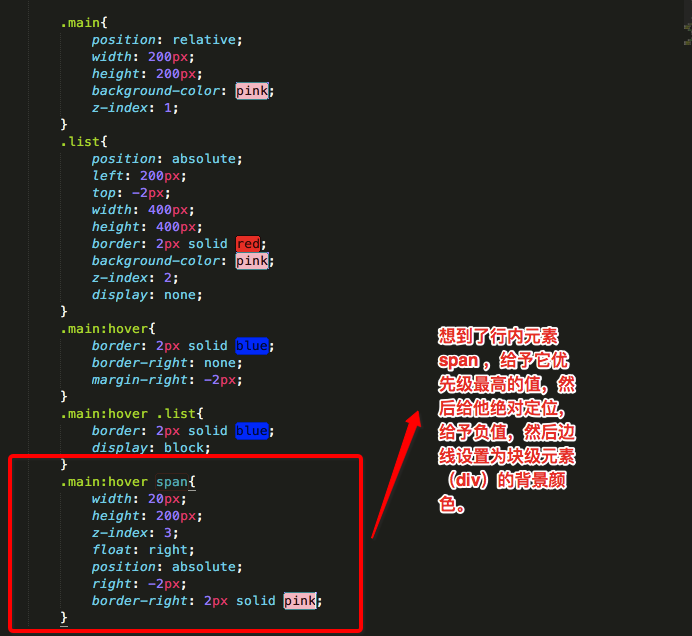 .main{
position: relative;
width: 200px;
height: 200px;
background-color: pink;
z-index: 1;
}
.list{
position: absolute;
left: 200px;
top: -2px;
width: 400px;
height: 400px;
border: 2px solid red;
background-color: pink;
z-index: 2;
display: none;
}
.main:hover{
border: 2px solid blue;
border-right: none;
margin-right: -2px;
}
.main:hover .list{
border: 2px solid blue;
display: block;
}
.main:hover span{
width: 20px;
height: 200px;
z-index: 3;
float: right;
position: absolute;
right: -2px;
border-right: 2px solid pink;
}
想到了行内元素
span ，给予它优
先级最高的值，然
后给他绝对定位，
给予负值，然后边
线设置为块级元素
（div）的背景颜
色。